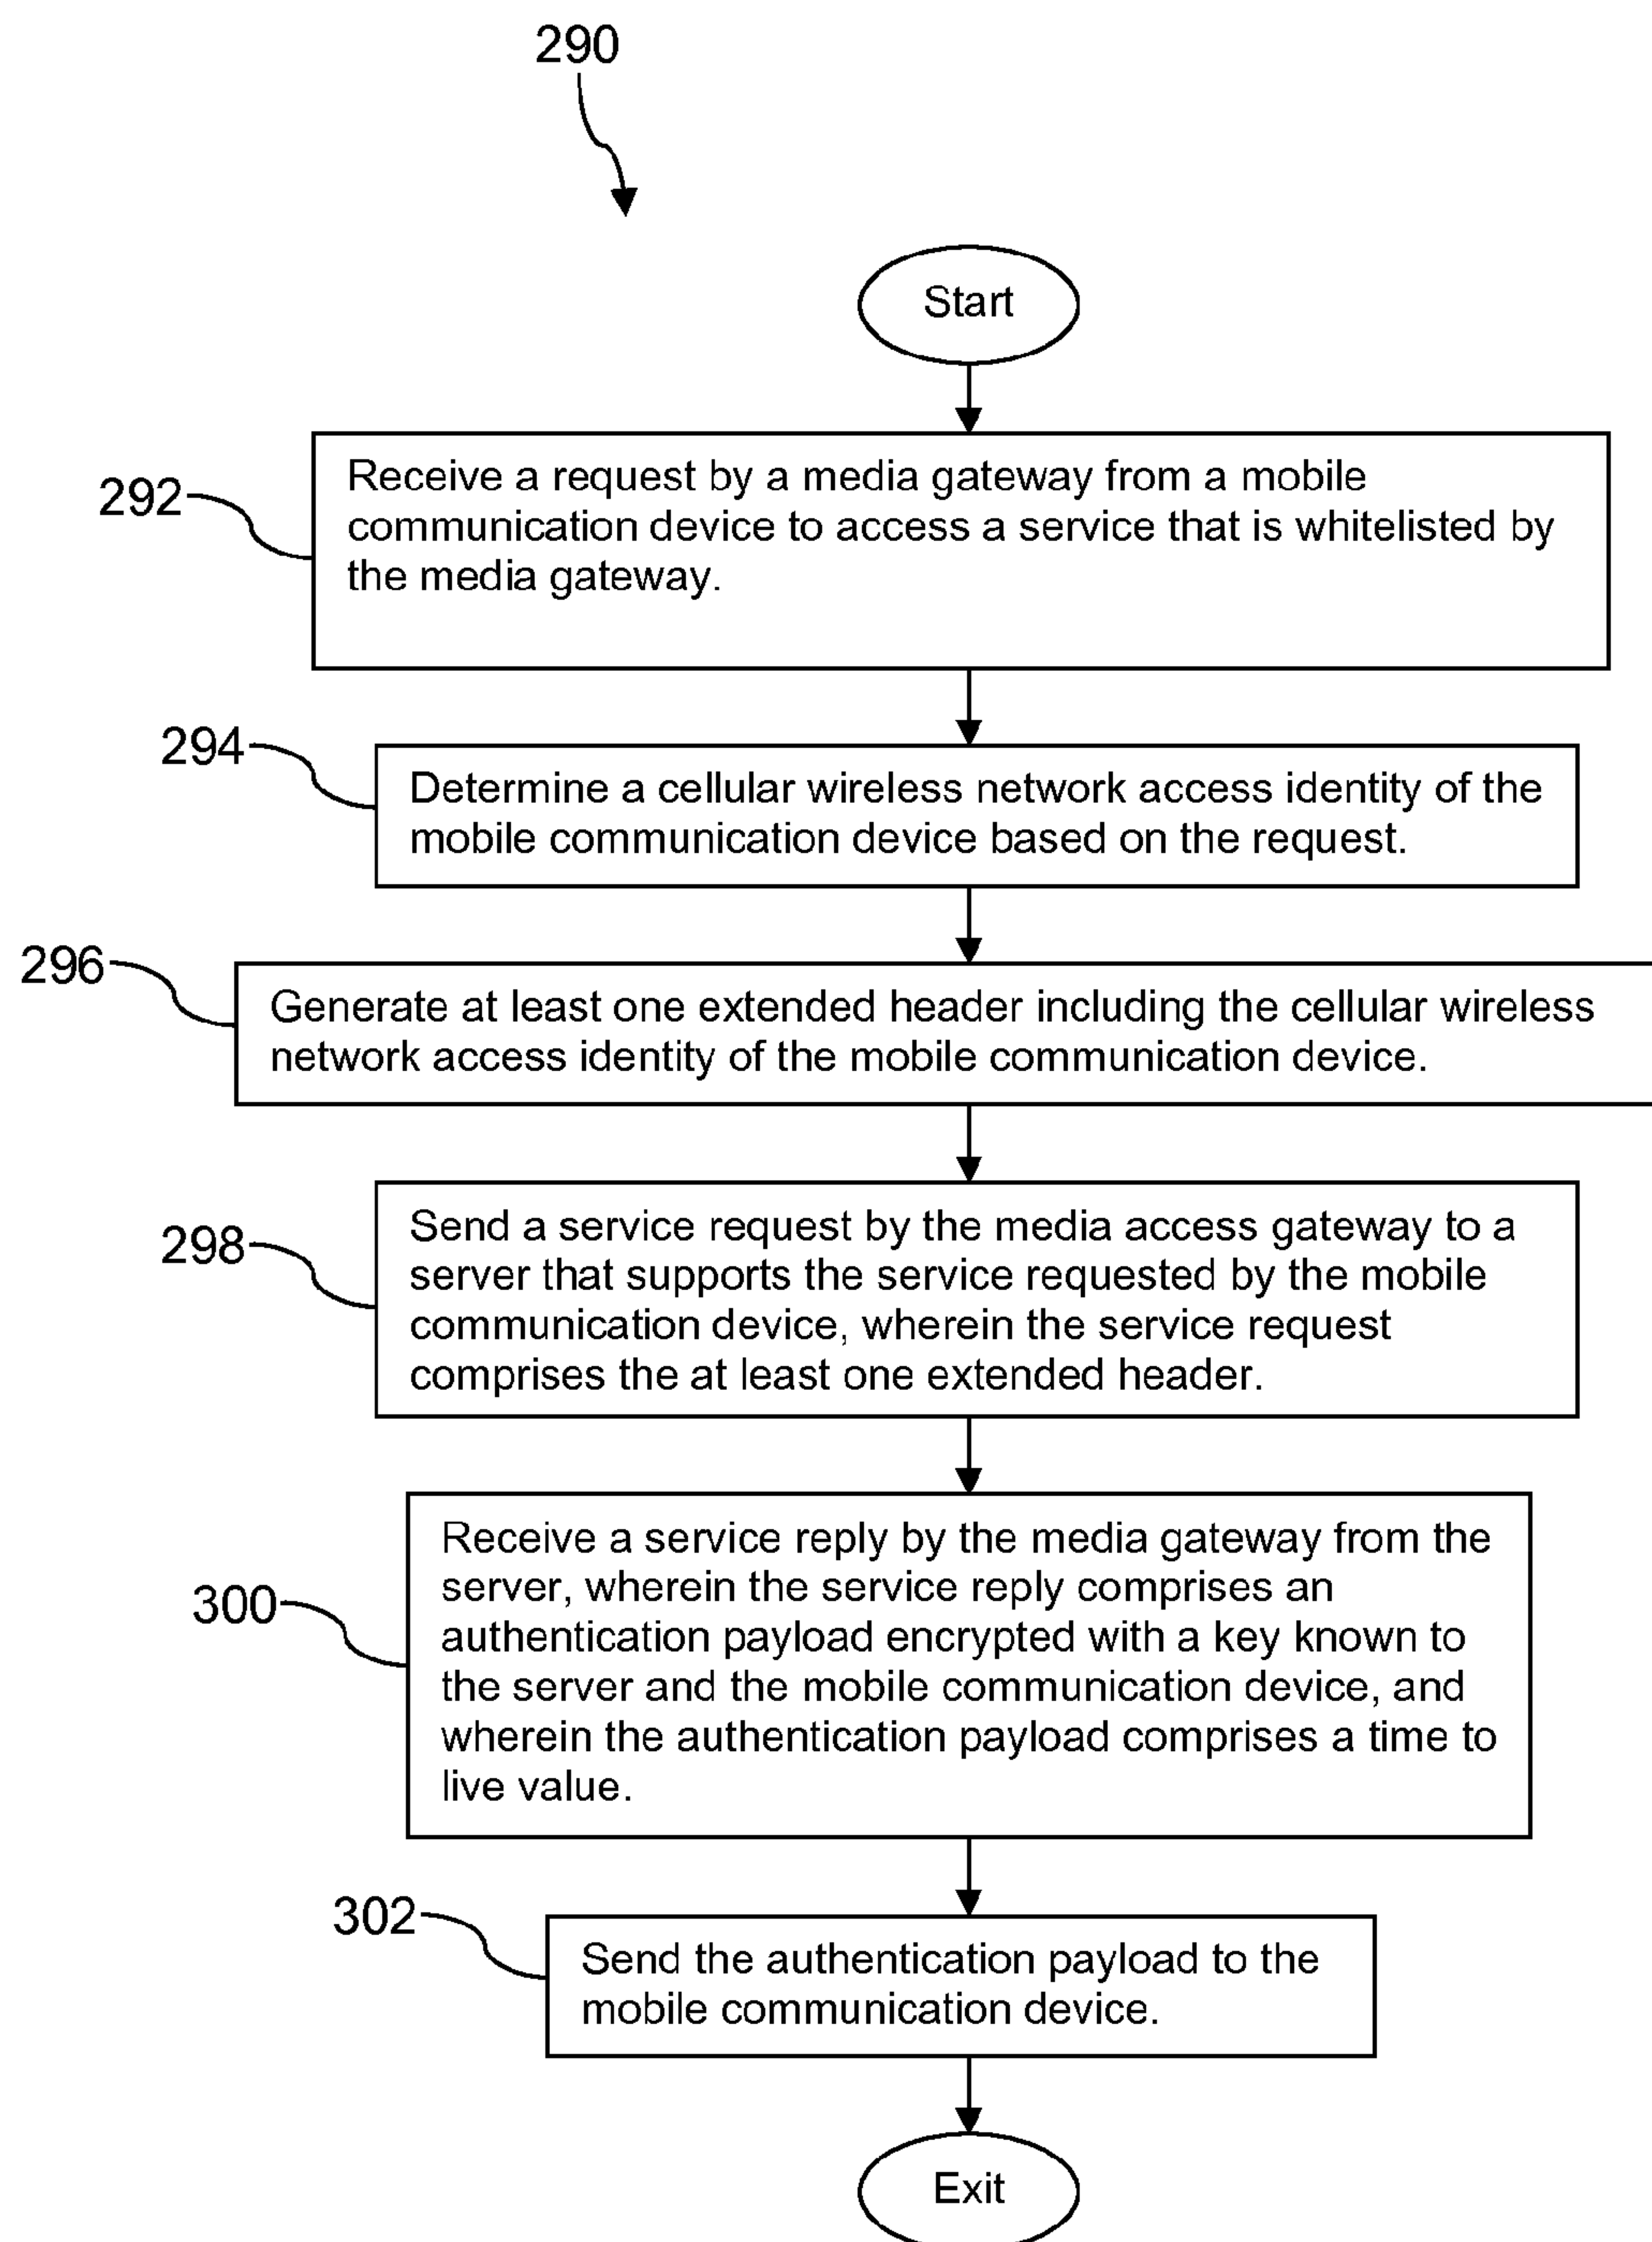 290
Start
292
Receive a request by a media gateway from a mobile
communication device to access a service that is whitelisted by
the media gateway.
294
Determine a cellular wireless network access identity of the
mobile communication device based on the request.
296
Generate at least one extended header including the cellular wireless
network access identity of the mobile communication device.
298
Send a service request by the media access gateway to a
server that supports the service requested by the mobile
communication device, wherein the service request
comprises the at least one extended header.
300
Receive a service reply by the media gateway from the
server, wherein the service reply comprises an
authentication payload encrypted with a key known to
the server and the mobile communication device, and
wherein the authentication payload comprises a time to
live value.
302
Send the authentication payload to the
mobile communication device.
Exit